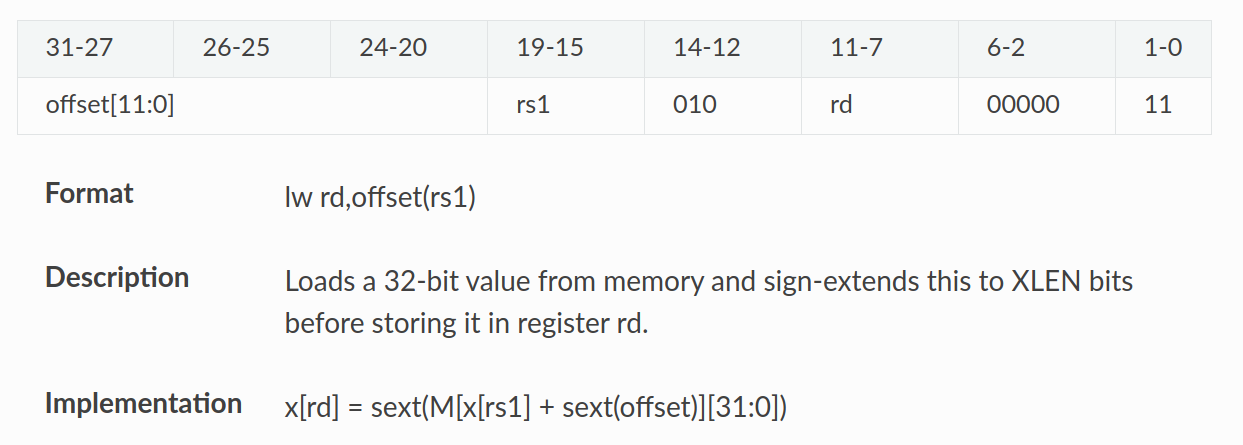 31-27 26-25 24-20 19-15 14-12 11-7 6-2 1-0
offset[11:0] rs1 010 rd 00000 11
Format lw rd,offset(rs1)
Description Loads a 32-bit value from memory and sign-extends this to XLEN bits
before storing it in register rd.
Implementation x[rd] = sext(M[x[rs1] + sext(offset)][31:0])